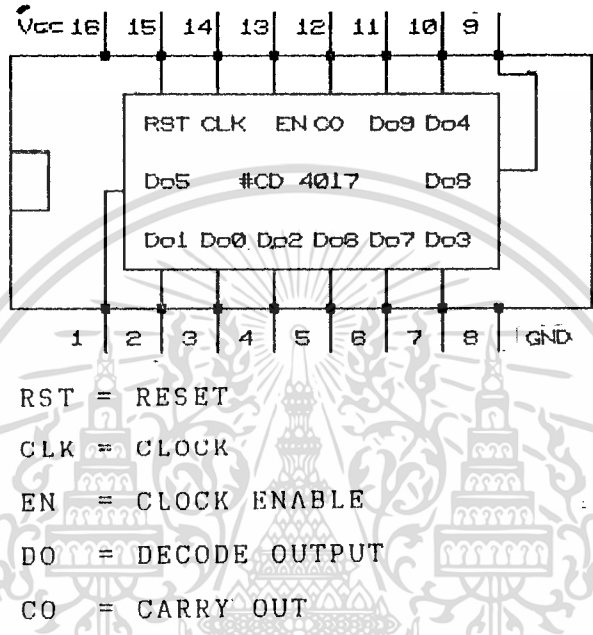 Vcc 16 15 14 13 12 11 10 9
RST CLK EN CO Do9 Do4
Do5 #CD 4017 Do8
Do1 Do0 Do2 Do6 Do7 Do3
1 2 3 4 5 6 7 8 GND
RST = RESET
CLK = CLOCK
EN = CLOCK ENABLE
DO = DECODE OUTPUT
CO = CARRY OUT